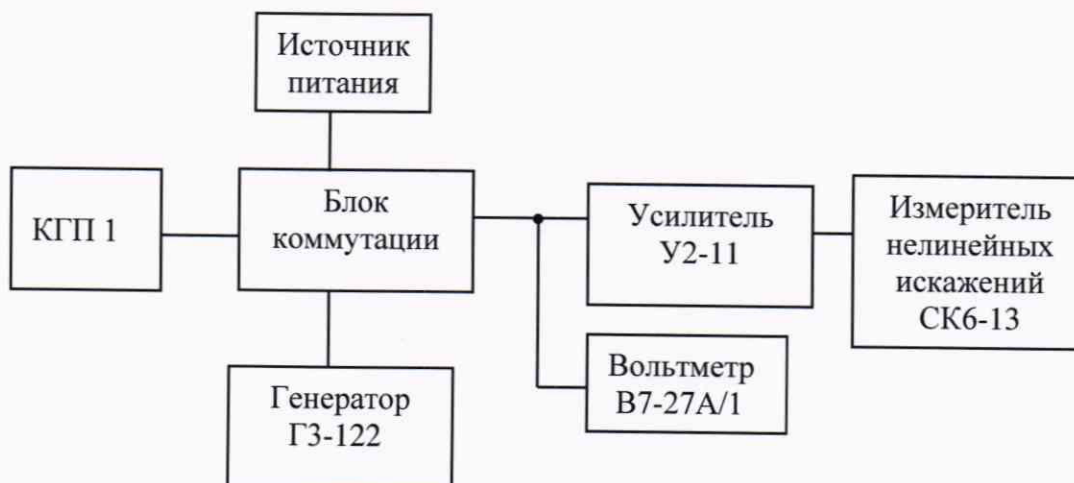 Источник
питания
КГП 1
Блок
коммутации
Усилитель
У2-11
Измеритель
нелинейных
искажений
СК6-13
Генератор
ГЗ-122
Вольтметр
В7-27А/1